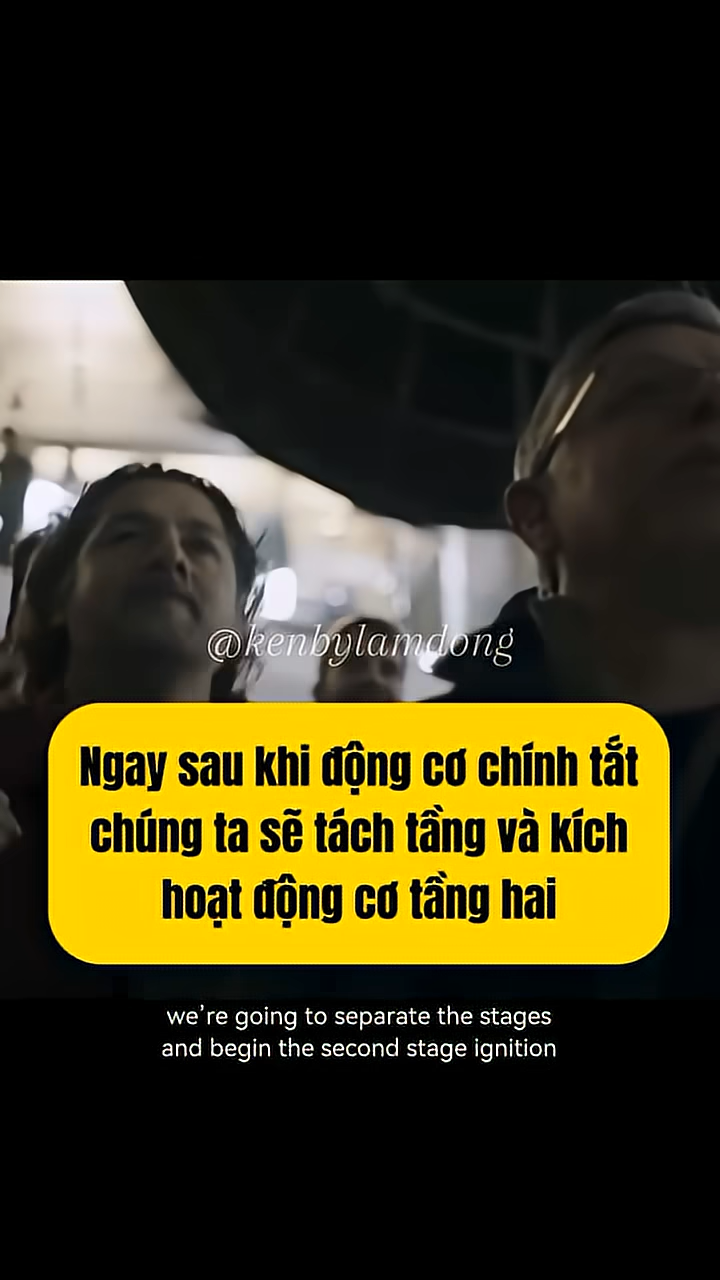 @kenbylamdong
Ngay sau khi động cơ chính tắt
chúng ta sẽ tách tầng và kích
hoạt động cơ tầng hai
we're going to separate the stages
and begin the second stage ignition